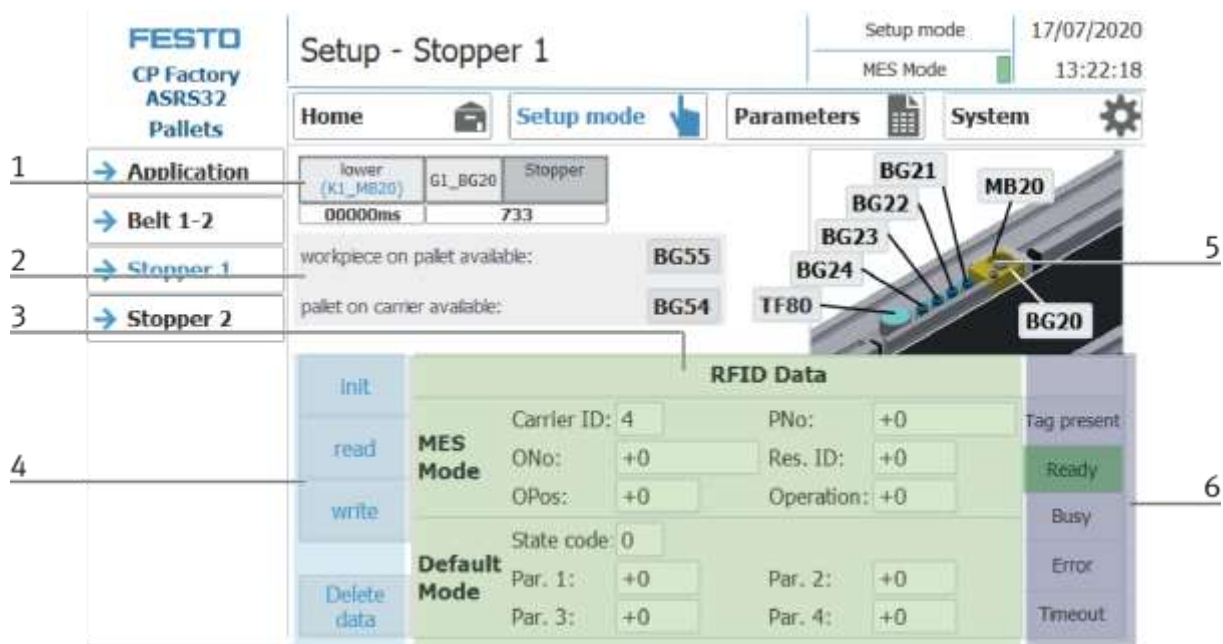 FESTO
CP Factory
ASRS32
Pallets
Setup - Stopper 1
Setup mode
MES Mode
17/07/2020
13:22:18
Home
Setup mode
Parameters
System
1
Application
Belt 1-2
2
Stopper 1
3
Stopper 2
lower
(K1_MB20)
G1_BG20
Stopper
00000ms
733
workpiece on pallet available:
BG55
pallet on carrier available:
BG54
BG21
MB20
BG22
BG23
BG24
TF80
BG20
5
4
Init
read
write
Delete
data
RFID Data
MES
Mode
Carrier ID: 4
PNo: +0
ONo: +0
Res. ID: +0
OPos: +0
Operation: +0
Default
Mode
State code: 0
Par. 1: +0
Par. 2: +0
Par. 3: +0
Par. 4: +0
Tag present
Ready
Busy
Error
Timeout
6